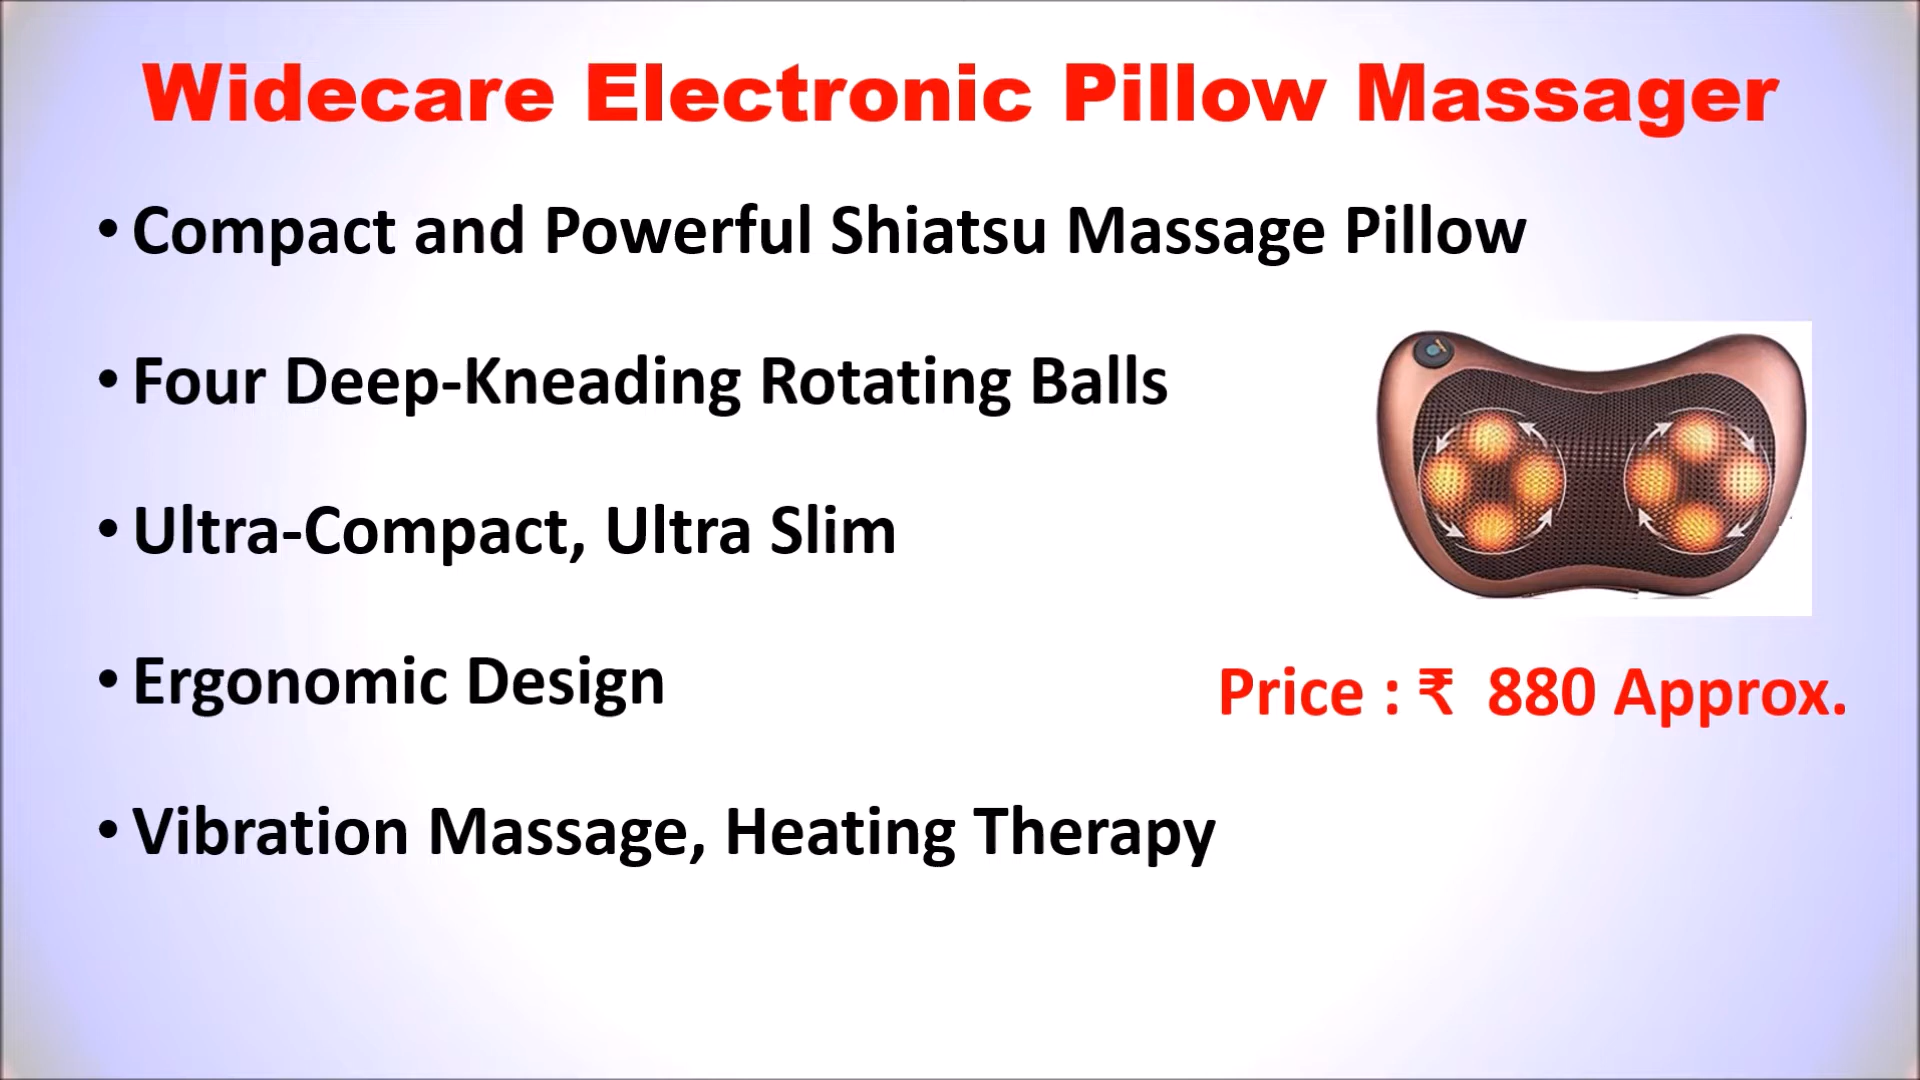 Widecare Electronic Pillow Massager
• Compact and Powerful Shiatsu Massage Pillow
• Four Deep-Kneading Rotating Balls
• Ultra-Compact, Ultra Slim
• Ergonomic Design
Price : ₹ 880 Approx.
• Vibration Massage, Heating Therapy